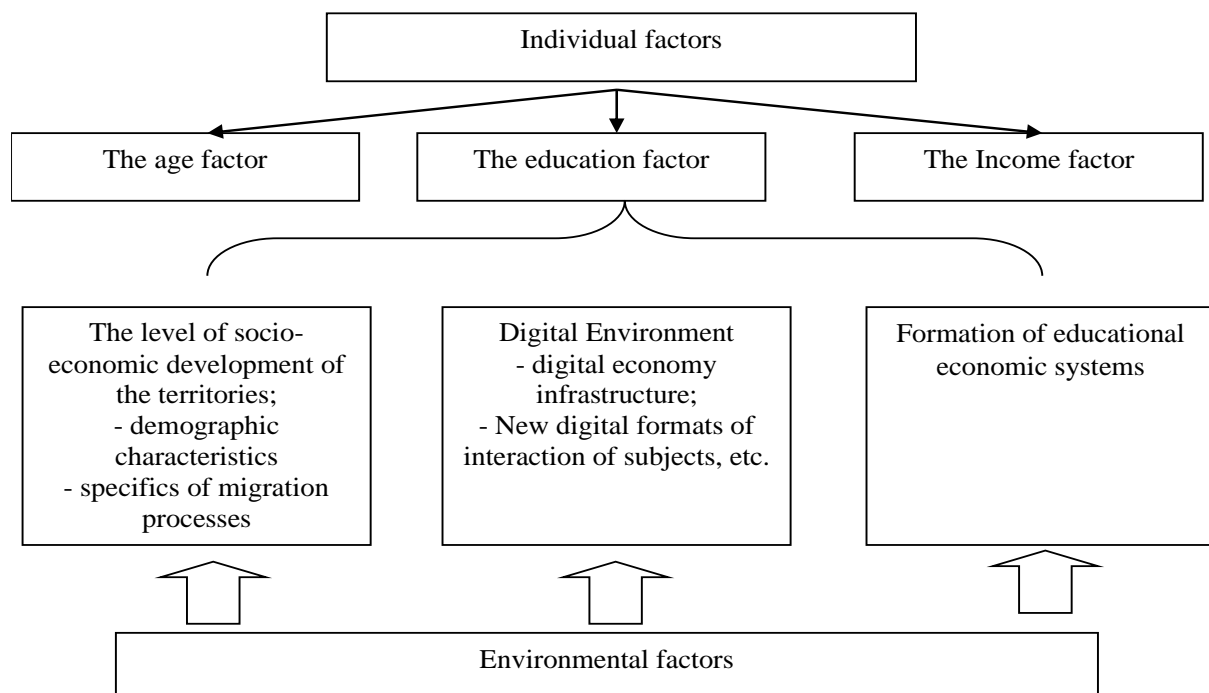 Individual factors
The age factor
The education factor
The Income factor
The level of socio-
economic development of
the territories;
- demographic
characteristics
- specifics of migration
processes
Digital Environment
- digital economy
infrastructure;
- New digital formats of
interaction of subjects, etc.
Formation of educational
economic systems
Environmental factors